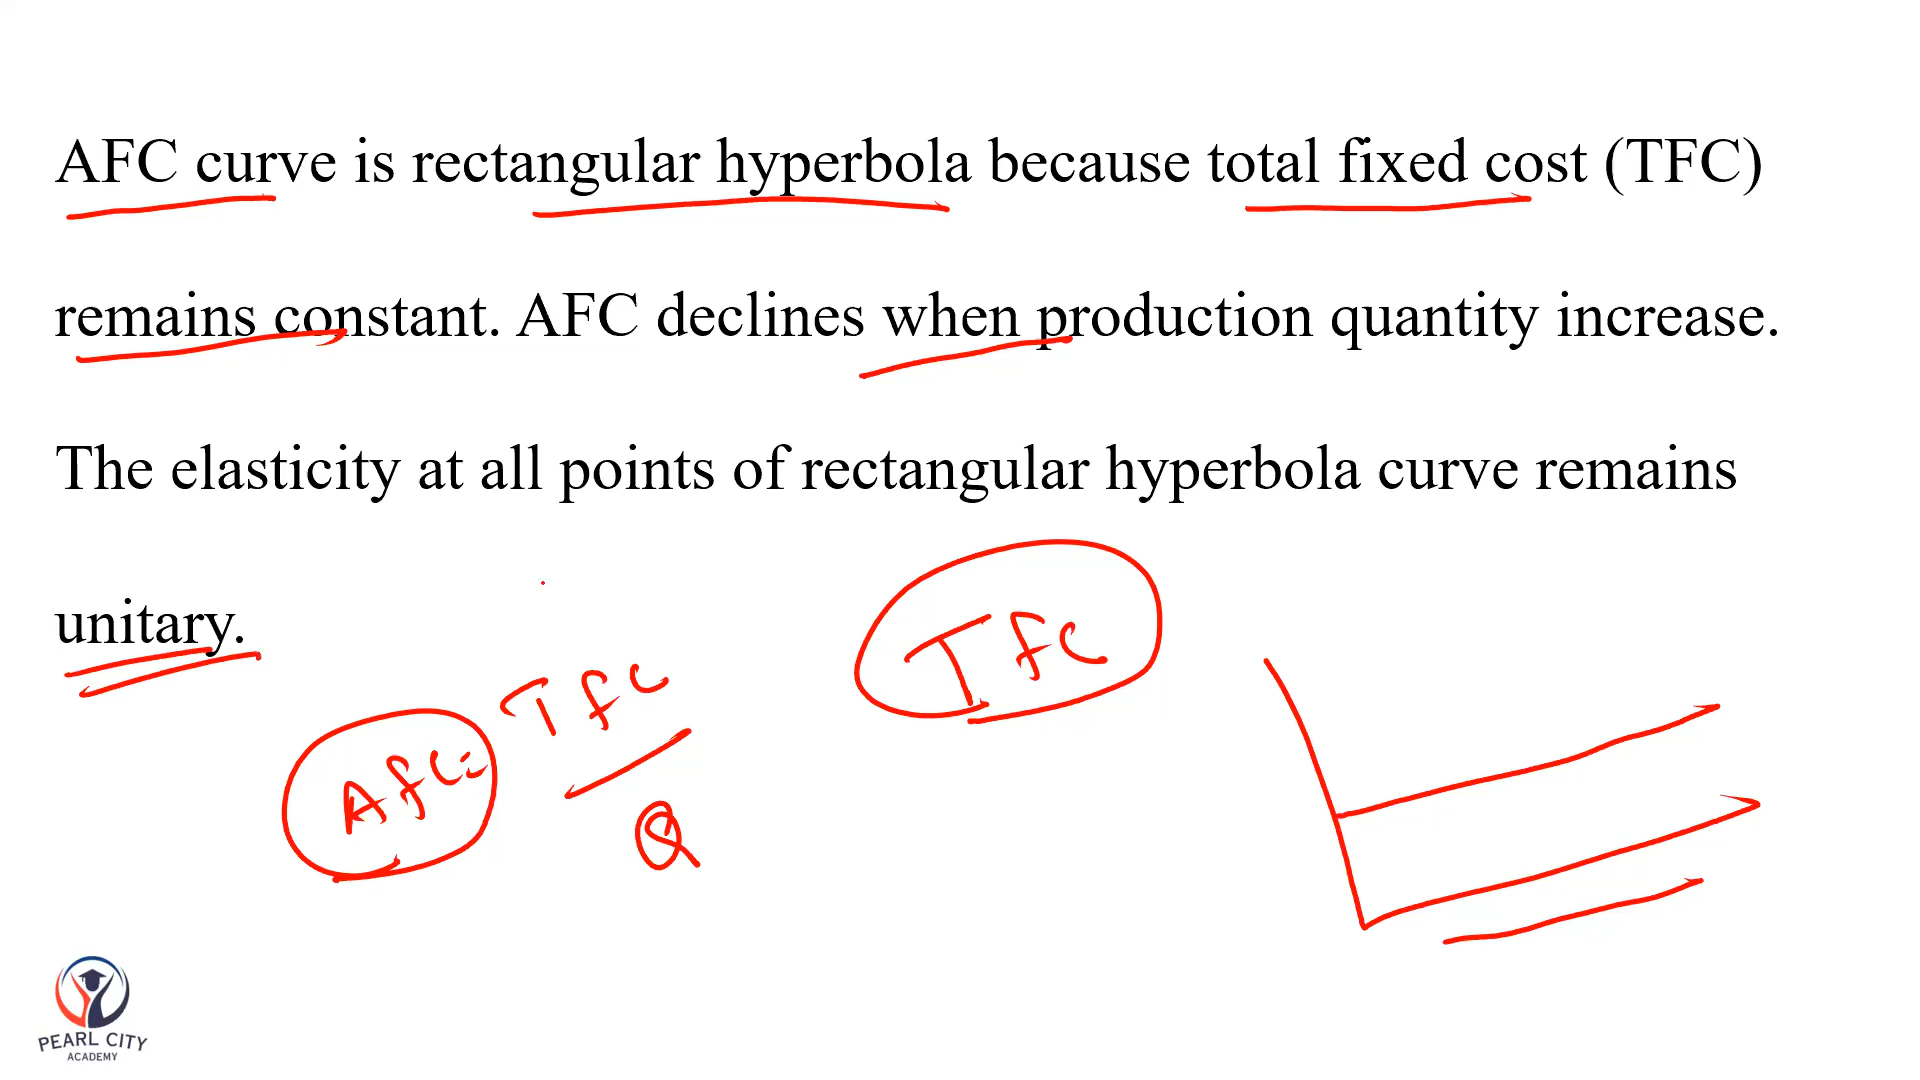 AFC curve is rectangular hyperbola because total fixed cost (TFC)
remains constant. AFC declines when production quantity increase.
The elasticity at all points of rectangular hyperbola curve remains
unitary.
Tfc
Afc= Tfc
Q
PEARL CITY
ACADEMY